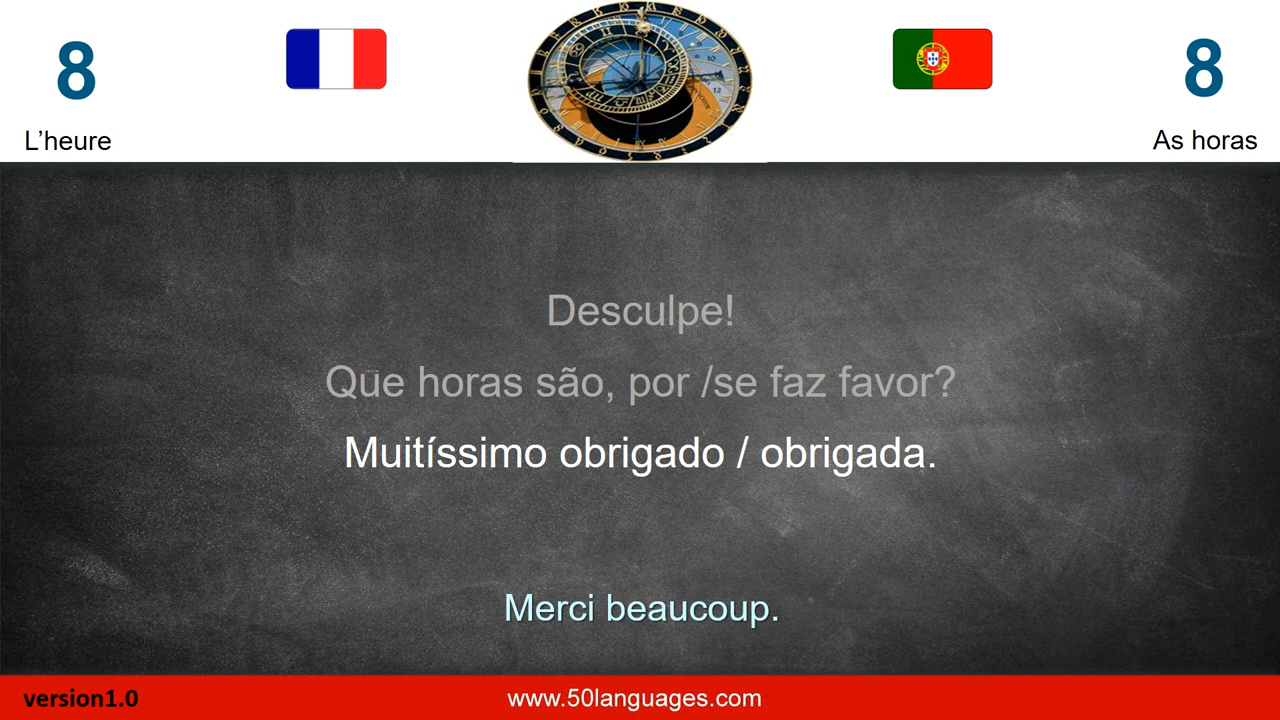 8
8
L’heure
As horas
Desculpe!
Que horas são, por /se faz favor?
Muitíssimo obrigado / obrigada.
Merci beaucoup.
version1.0
www.50languages.com